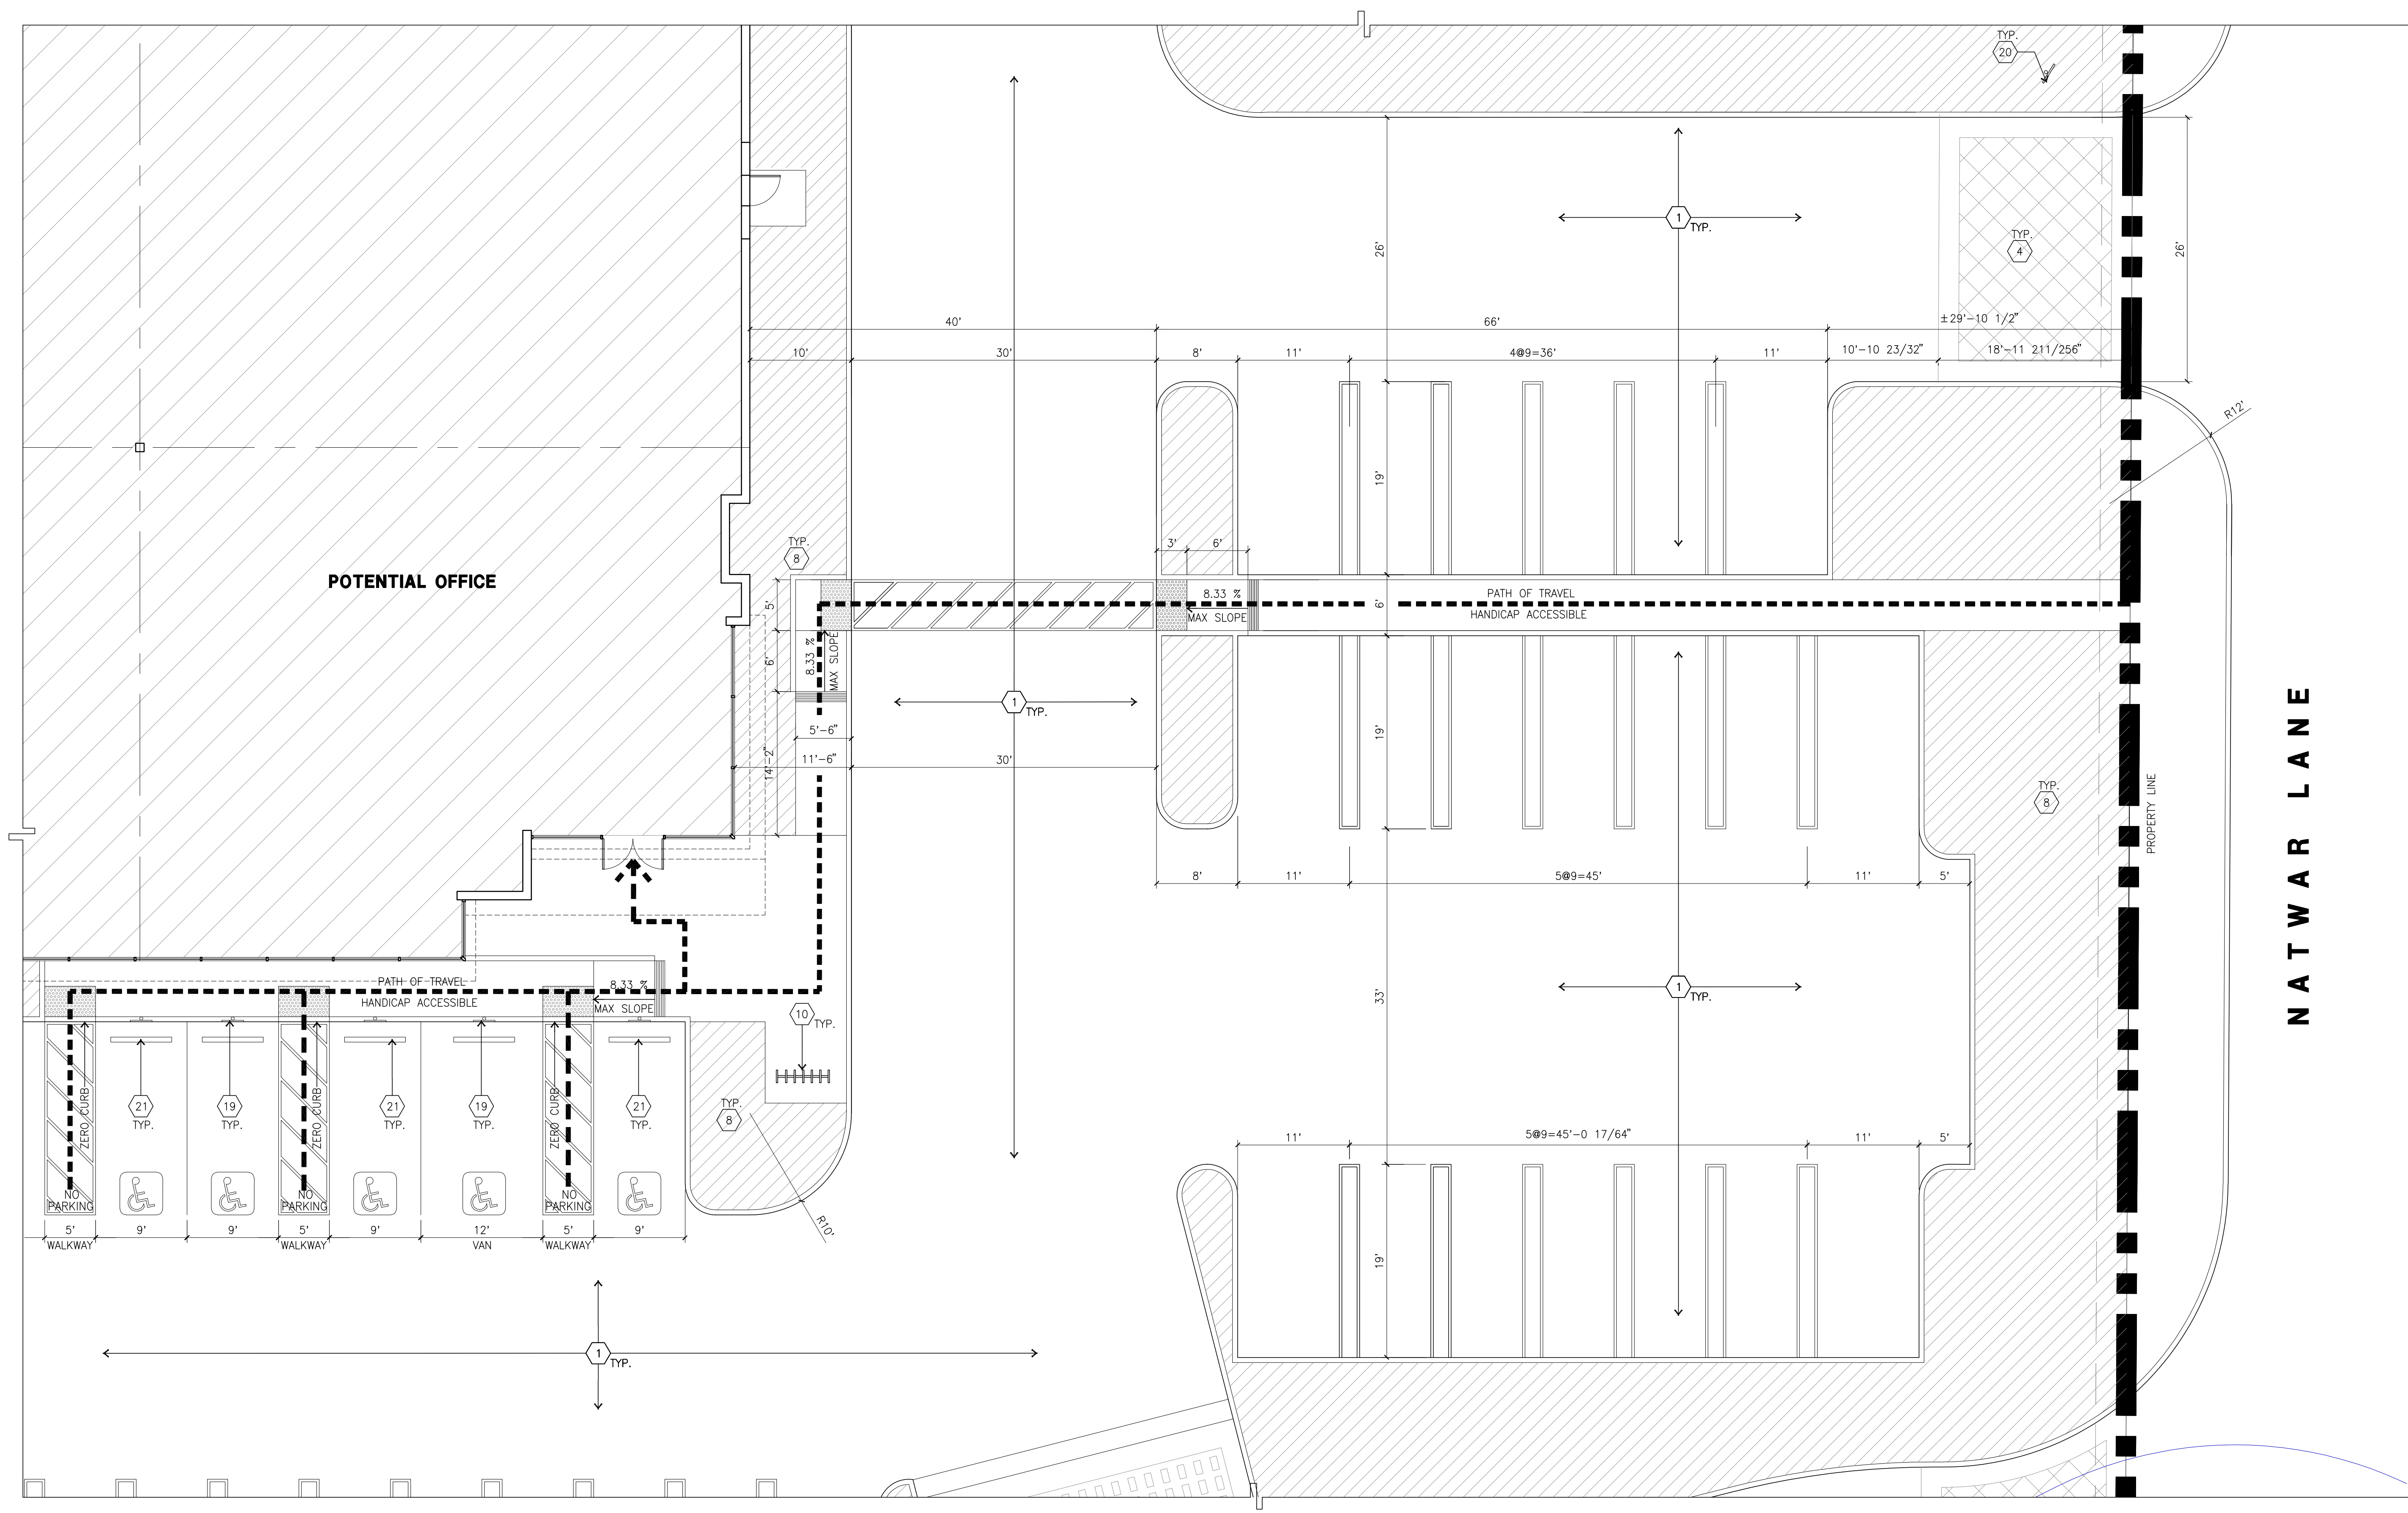 TYP.
20
1
TYP.
TYP.
4
26'
26'
40'
66'
±29'-10 1/2"
10'
30'
8'
11'
4@9=36'
11'
10'-10 23/32"
18'-11 211/256"
R12'
19'
POTENTIAL OFFICE
TYP.
8
3'
6'
5'
8.33 %
MAX SLOPE
6'
PATH OF TRAVEL
HANDICAP ACCESSIBLE
6'
8.33 %
MAX SLOPE
1
TYP.
5'-6"
14'-2"
11'-6"
30'
19'
TYP.
8
PROPERTY LINE
NATWAR LANE
8'
11'
5@9=45'
11'
5'
PATH OF TRAVEL
HANDICAP ACCESSIBLE
8.33 %
MAX SLOPE
10
TYP.
1
TYP.
33'
ZERO CURB
21
TYP.
19
TYP.
ZERO CURB
21
TYP.
19
TYP.
ZERO CURB
21
TYP.
TYP.
8
11'
5@9=45'-0 17/64"
11'
5'
NO
PARKING
NO
PARKING
NO
PARKING
5'
9'
9'
5'
9'
12'
5'
9'
WALKWAY
WALKWAY
VAN
WALKWAY
R10'
19'
1
TYP.